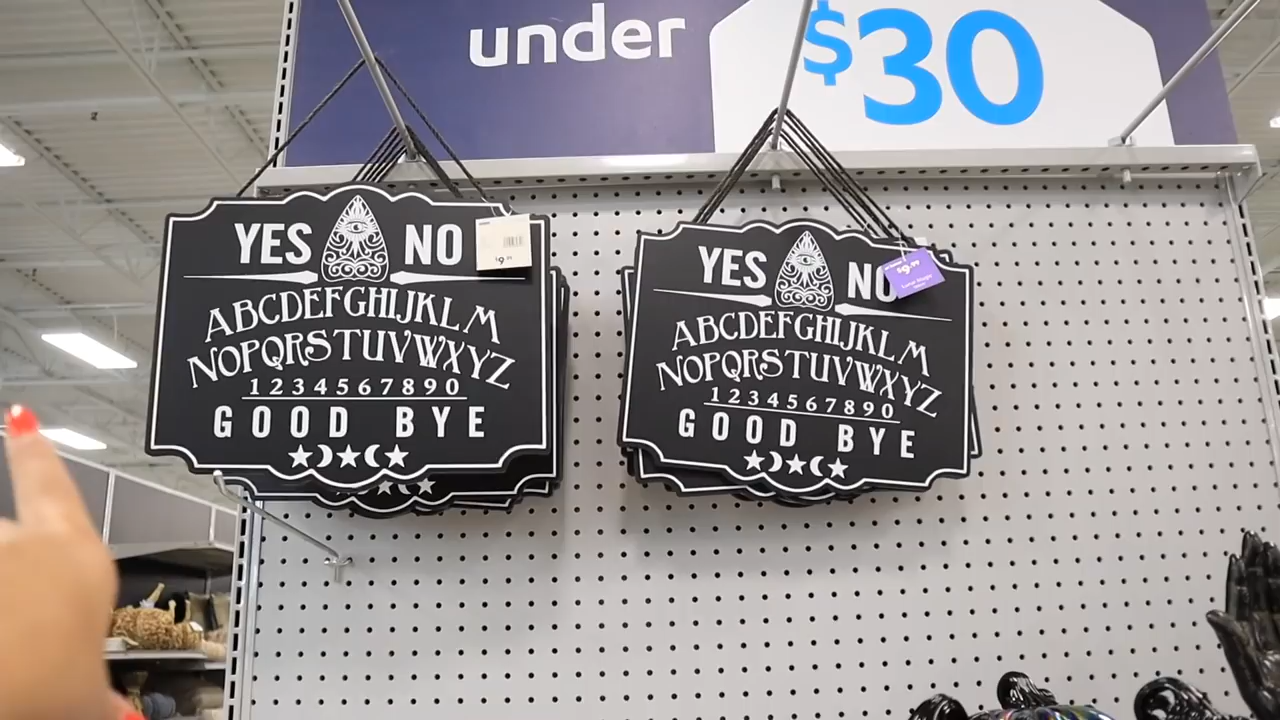 under
$30
YES NO
ABCDEFGHIJKLM
NOPQRSTUVWXYZ
1234567890
GOOD BYE
$9.99
YES NO
ABCDEFGHIJKLM
NOPQRSTUVWXYZ
1234567890
GOOD BYE
$9.99